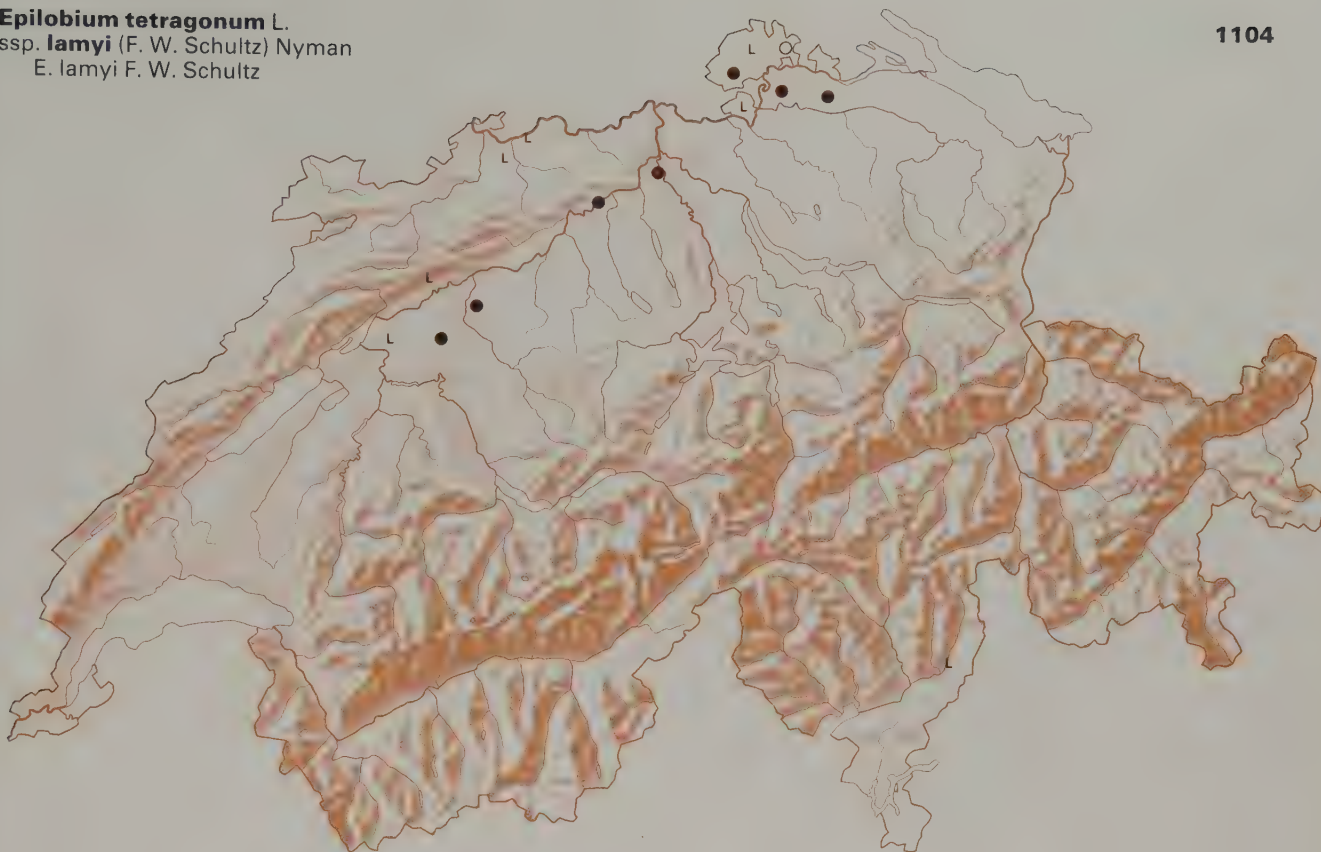 Epilobium tetragonum L.
ssp. lamyi (F. W. Schultz) Nyman
E. lamyi F. W. Schultz
1104
L
L
L
L
L
L
L